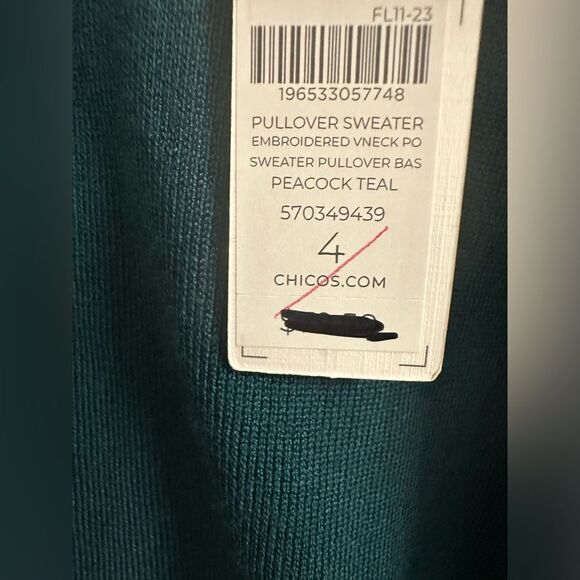 FL11-23
196533057748
PULLOVER SWEATER
EMBROIDERED VNECK PO
SWEATER PULLOVER BAS
PEACOCK TEAL
570349439
4
CHICOS.COM